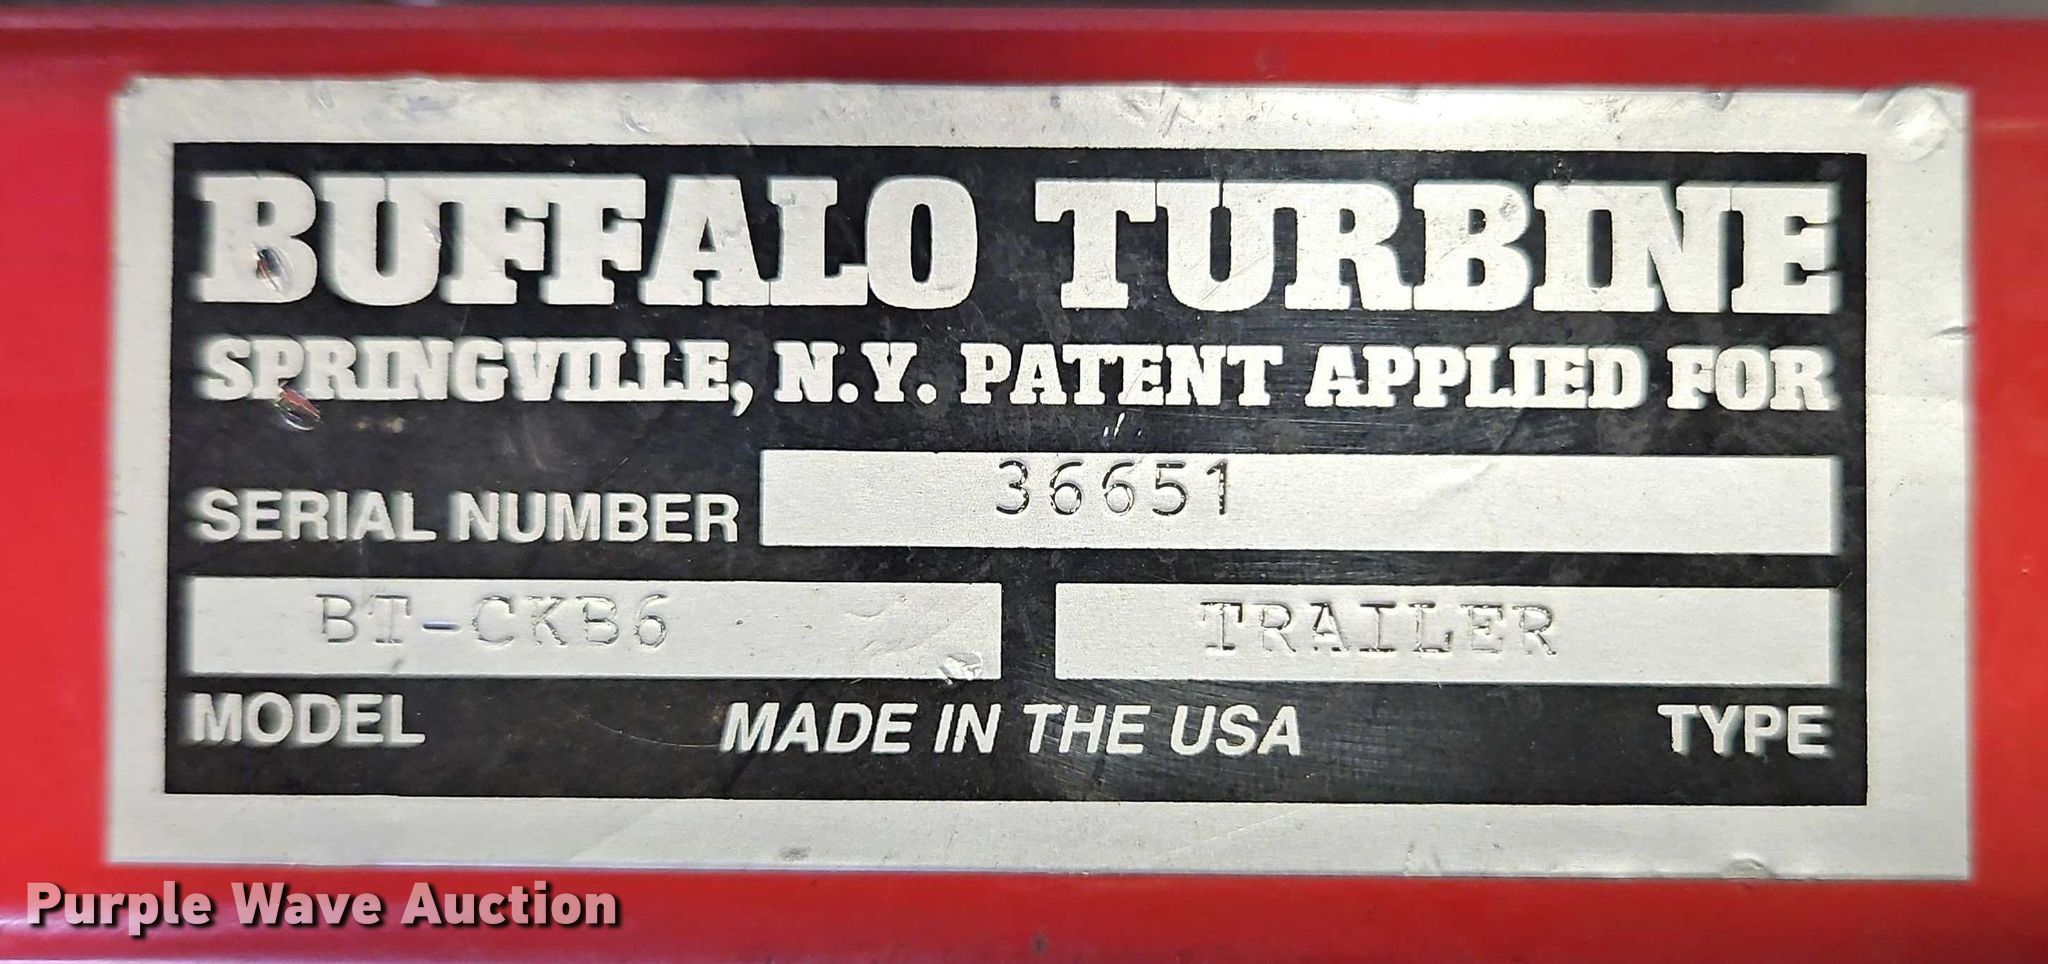 BUFFALO TURBINE
SPRINGVILLE, N.Y. PATENT APPLIED FOR
SERIAL NUMBER 36651
BT-CKB6 TRAILER
MODEL MADE IN THE USA TYPE
Purple Wave Auction